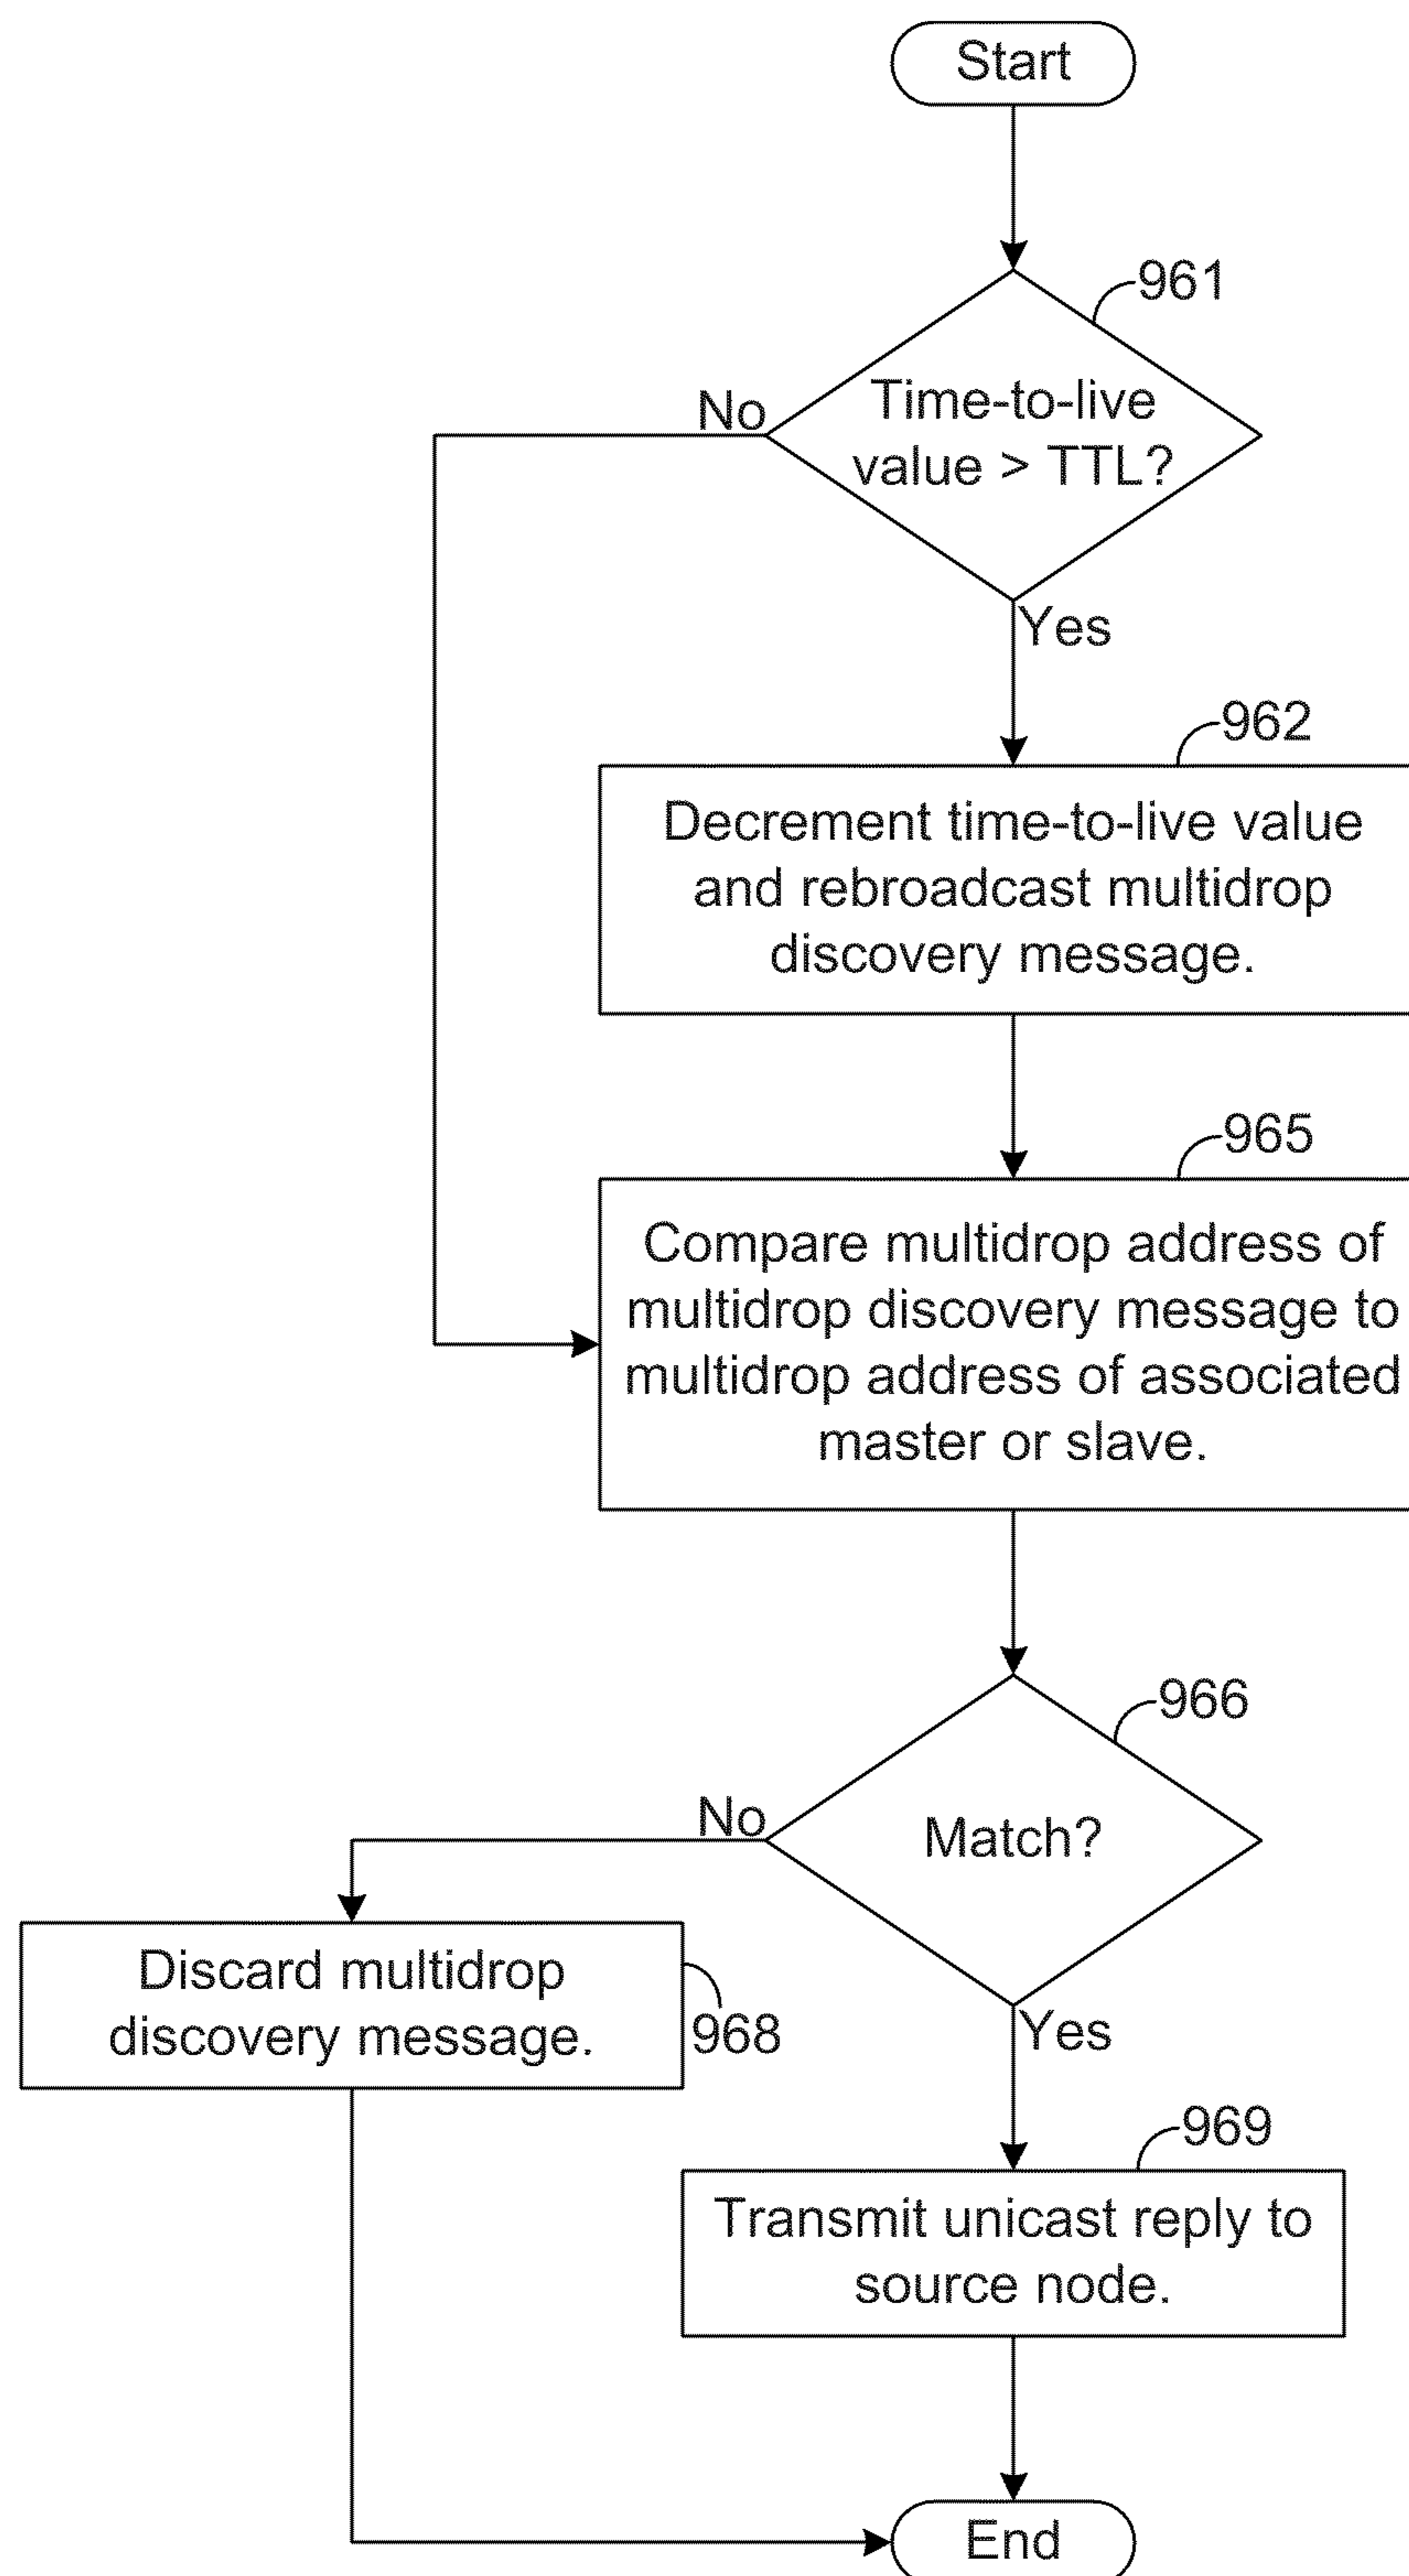 Start
961
Time-to-live
value > TTL?
No
Yes
962
Decrement time-to-live value
and rebroadcast multidrop
discovery message.
965
Compare multidrop address of
multidrop discovery message to
multidrop address of associated
master or slave.
966
Match?
No
Discard multidrop
discovery message.
968
Yes
969
Transmit unicast reply to
source node.
End